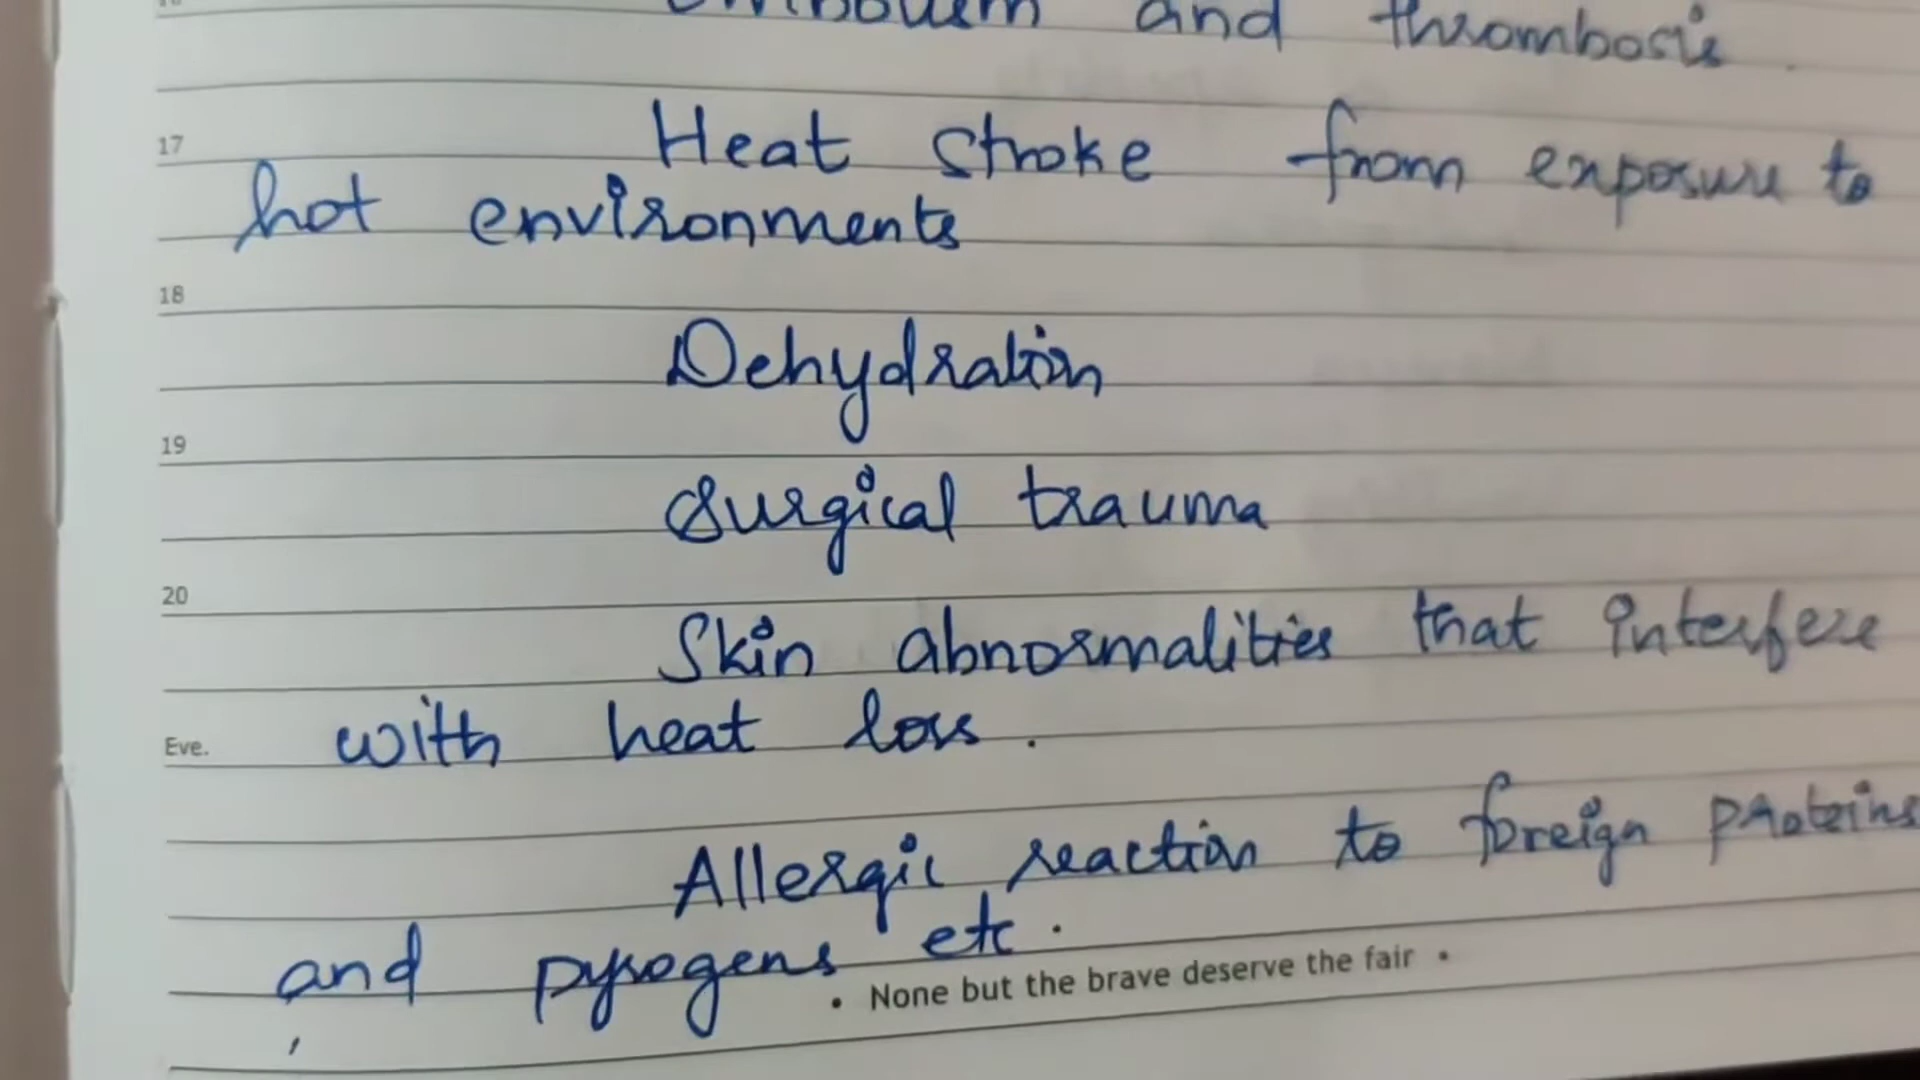 embolism and thrombosis.
17 Heat stroke from exposure to
hot environments
18
Dehydration
19
Surgical trauma
20
Skin abnormalities that interfere
Eve. with heat loss.
Allergic reaction to foreign proteins
and pyrogens etc.
• None but the brave deserve the fair •